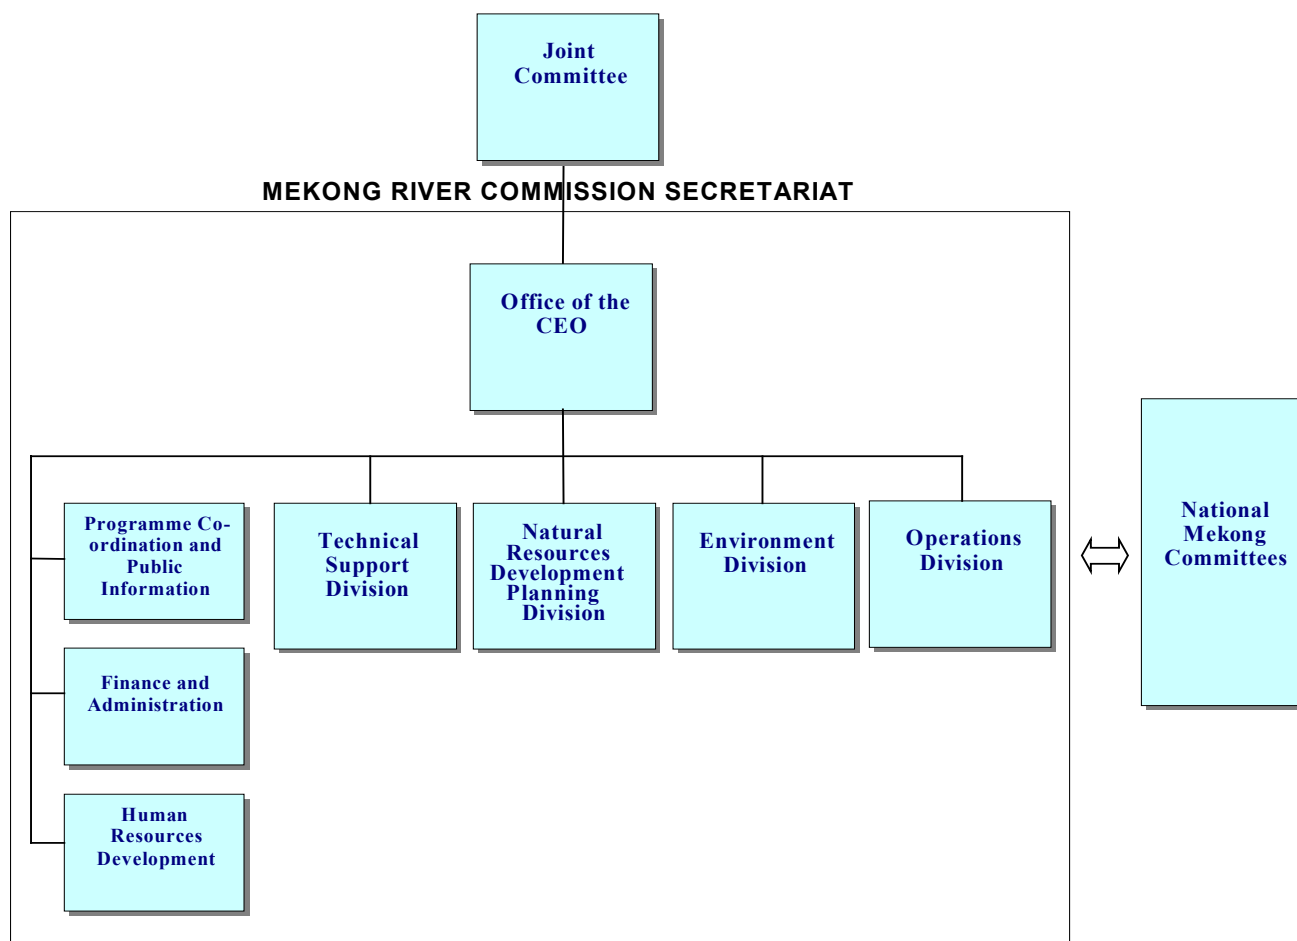 Joint
Committee
MEKONG RIVER COMMISSION SECRETARIAT
Office of the
CEO
Programme Co-
ordination and
Public
Information
Technical
Support
Division
Natural
Resources
Development
Planning
Division
Environment
Division
Operations
Division
National
Mekong
Committees
Finance and
Administration
Human
Resources
Development